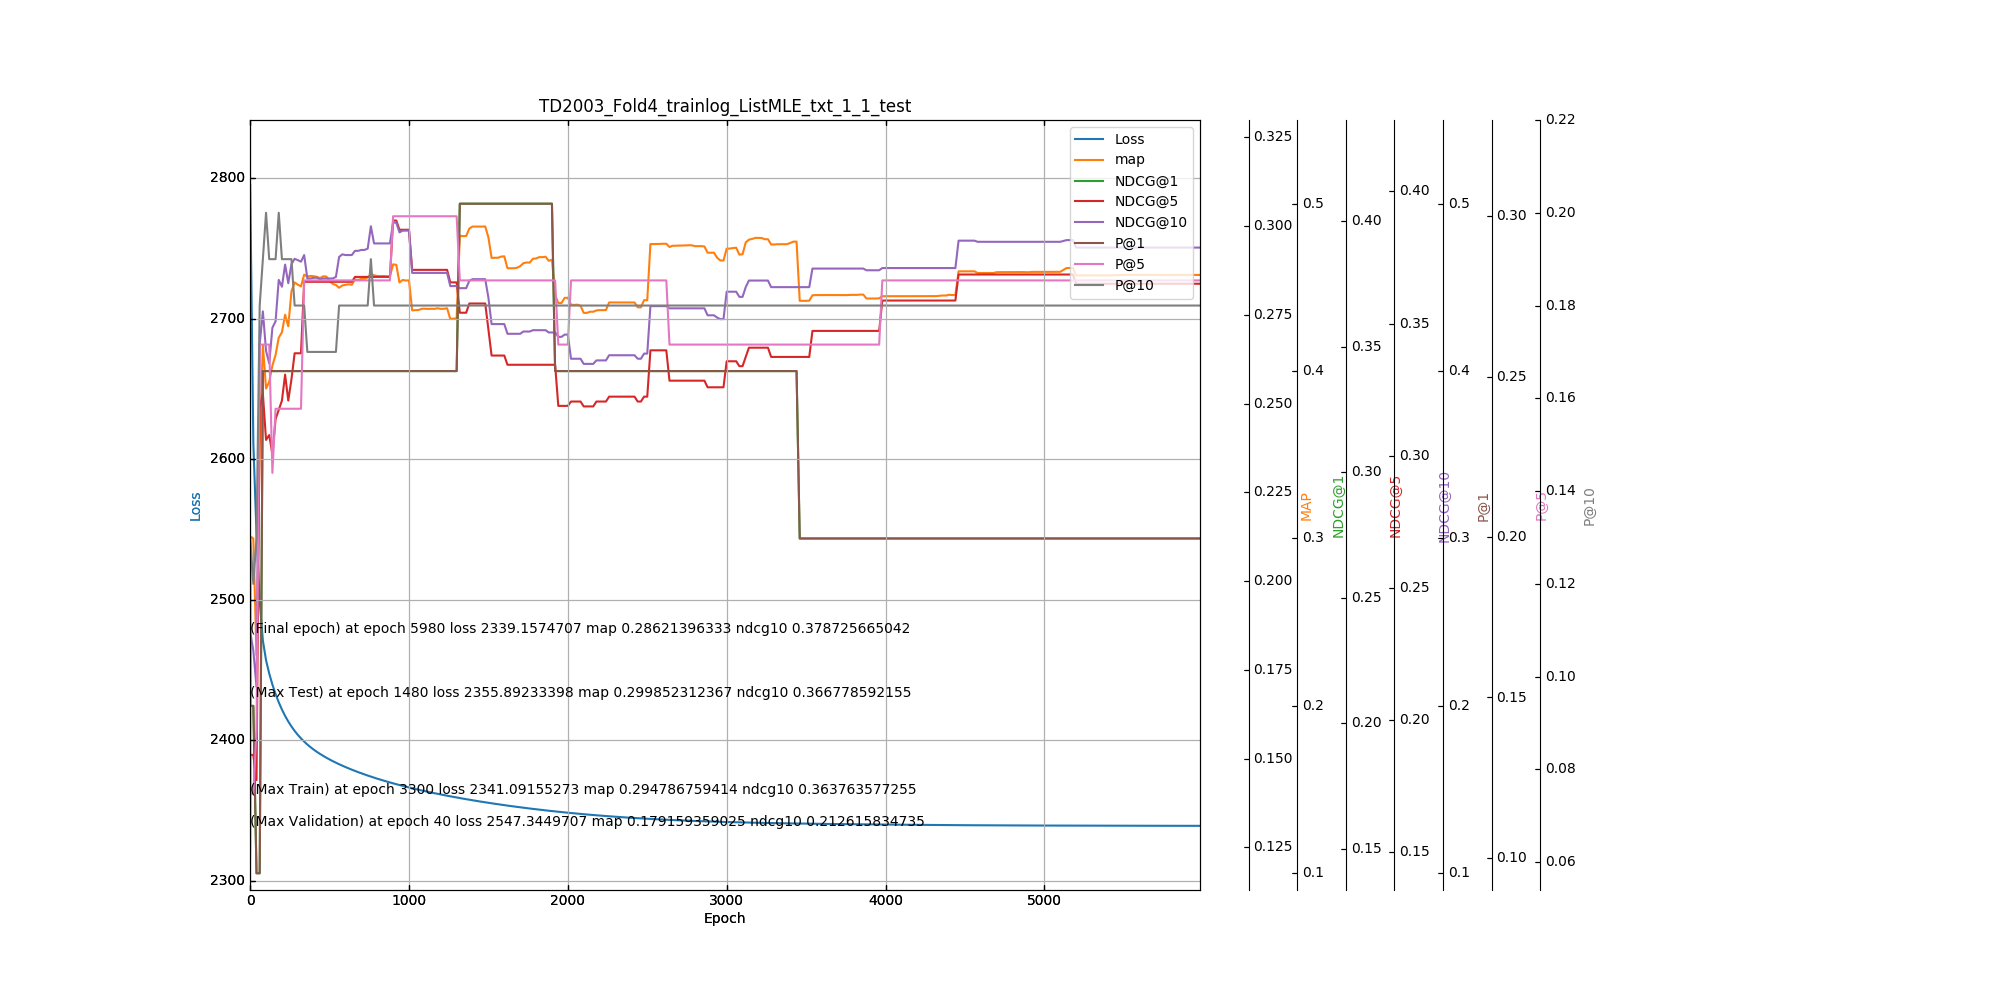 TD2003_Fold4_trainlog_ListMLE_txt_1_1_test
Loss
map
NDCG@1
NDCG@5
NDCG@10
P@1
P@5
P@10
2800
2700
2600
2500
2400
2300
Loss
(Final epoch) at epoch 5980 loss 2339.1574707 map 0.28621396333 ndcg10 0.378725665042
(Max Test) at epoch 1480 loss 2355.89233398 map 0.299852312367 ndcg10 0.366778592155
(Max Train) at epoch 3300 loss 2341.09155273 map 0.294786759414 ndcg10 0.363763577255
(Max Validation) at epoch 40 loss 2547.3449707 map 0.179159359025 ndcg10 0.212615834735
0 1000 2000 3000 4000 5000
Epoch
0.325
0.300
0.275
0.250
0.225
0.200
0.175
0.150
0.125
MAP
0.5
0.4
0.3
0.2
0.1
NDCG@1
0.40
0.35
0.30
0.25
0.20
0.15
NDCG@5
0.40
0.35
0.30
0.25
0.20
0.15
NDCG@10
0.5
0.4
0.3
0.2
0.1
P@1
0.30
0.25
0.20
0.15
0.10
P@5
0.22
0.20
0.18
0.16
0.14
0.12
0.10
0.08
0.06
P@10